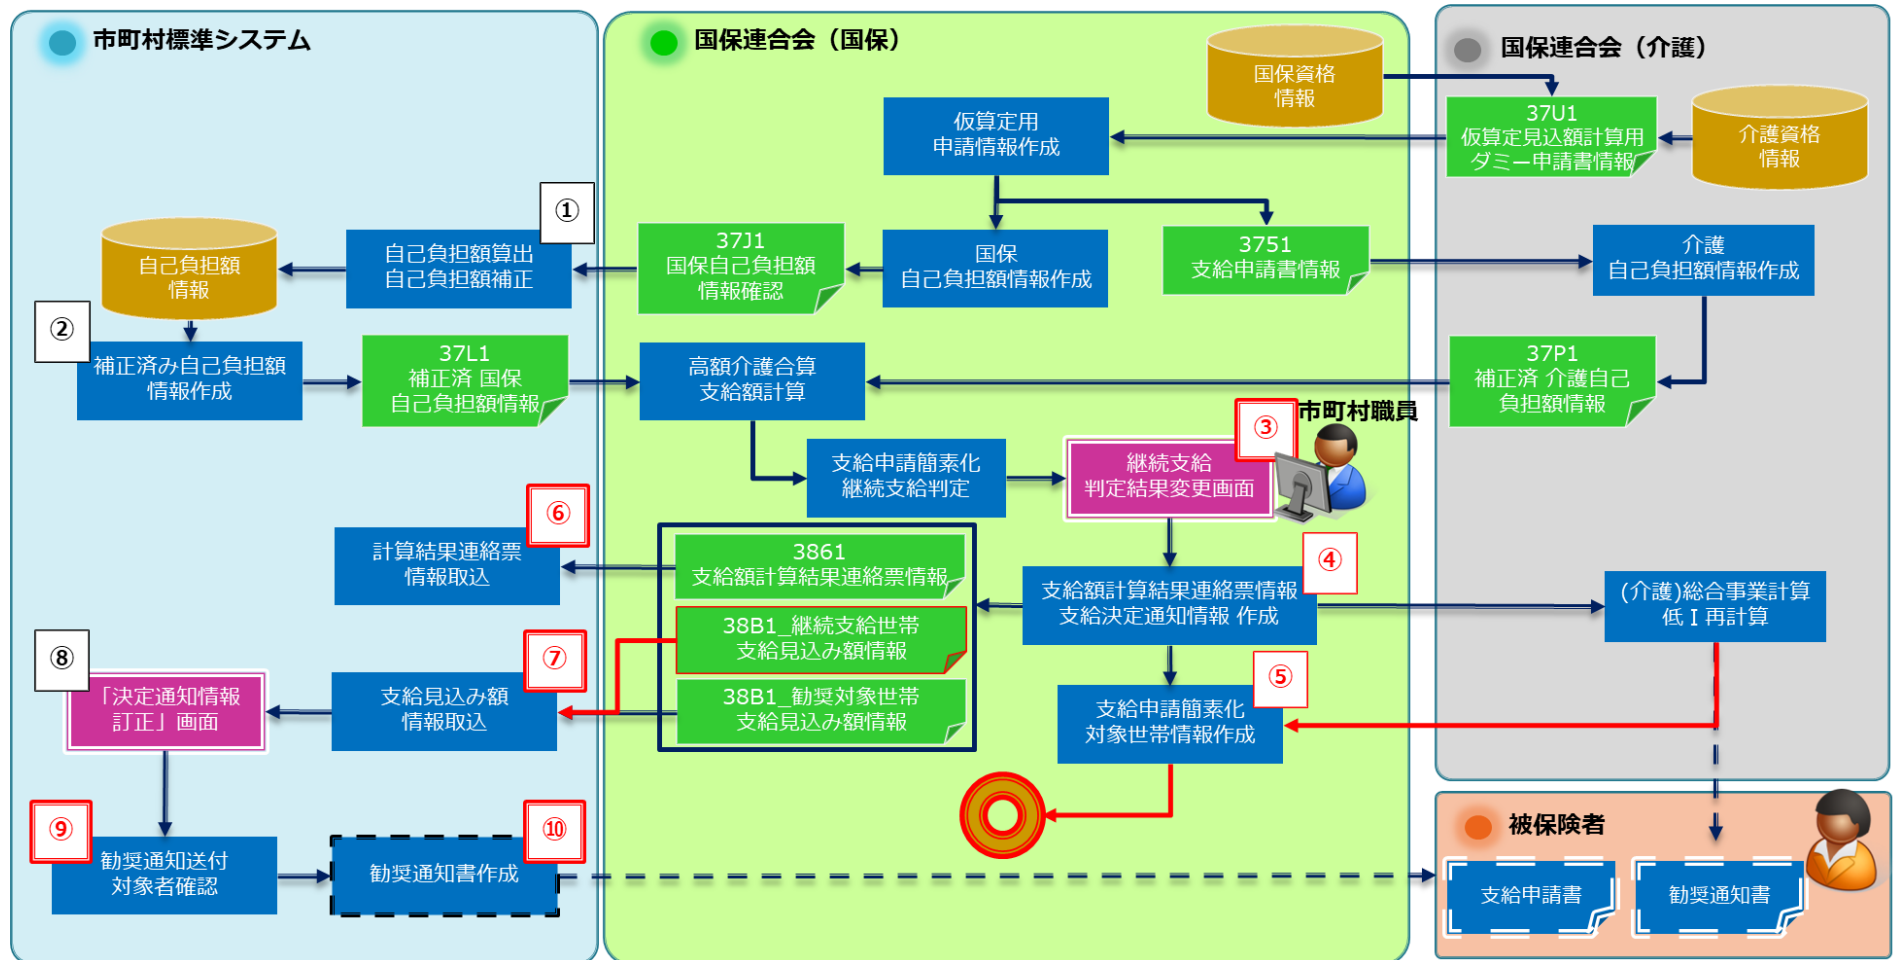 市町村標準システム
国保連合会（国保）
国保連合会（介護）
国保資格
情報
37U1
仮算定見込額計算用
ダミー申請書情報
介護資格
情報
仮算定用
申請情報作成
①
自己負担額算出
自己負担額補正
自己負担額
情報
37J1
国保自己負担額
情報確認
国保
自己負担額情報作成
3751
支給申請書情報
介護
自己負担額情報作成
②
補正済み自己負担額
情報作成
37L1
補正済 国保
自己負担額情報
高額介護合算
支給額計算
37P1
補正済 介護自己
負担額情報
市町村職員
③
支給申請簡素化
継続支給判定
継続支給
判定結果変更画面
⑥
計算結果連絡票
情報取込
3861
支給額計算結果連絡票情報
④
支給額計算結果連絡票情報
支給決定通知情報 作成
(介護)総合事業計算
低Ⅰ再計算
38B1_継続支給世帯
支給見込み額情報
⑧
「決定通知情報
訂正」画面
⑦
支給見込み額
情報取込
38B1_勧奨対象世帯
支給見込み額情報
⑤
支給申請簡素化
対象世帯情報作成
⑨
勧奨通知送付
対象者確認
⑩
勧奨通知書作成
被保険者
支給申請書
勧奨通知書